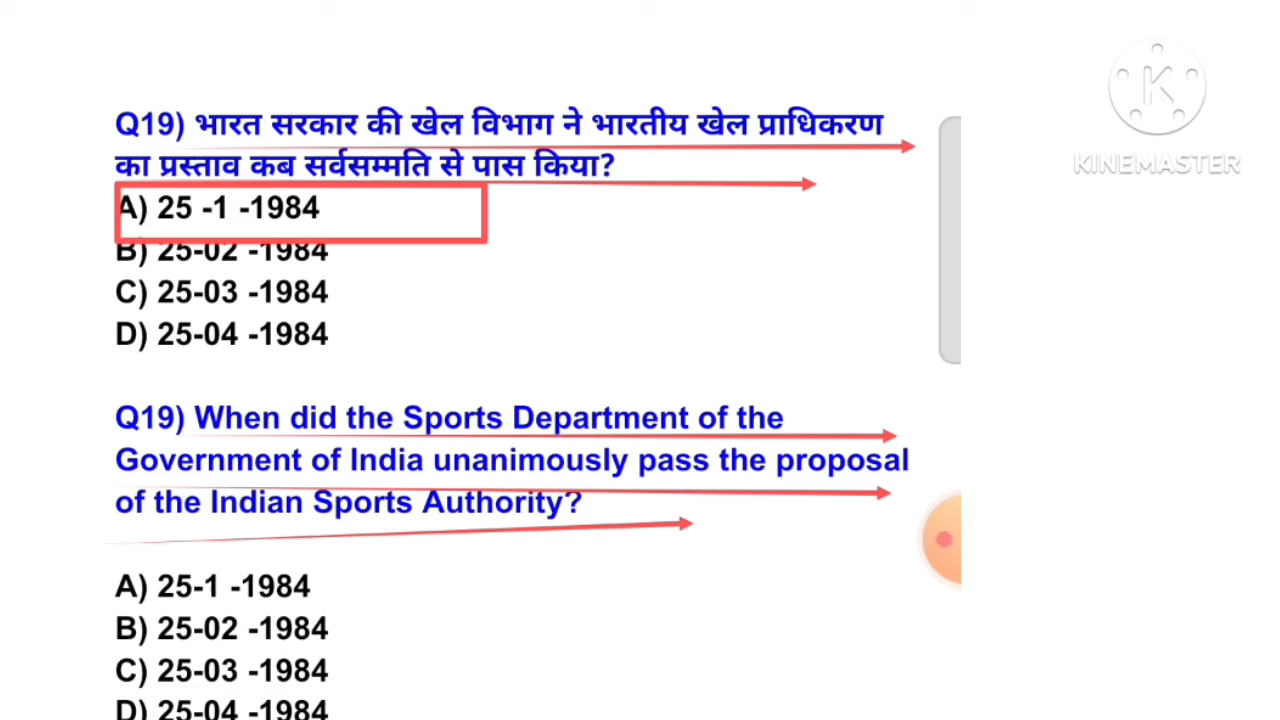 Q19) भारत सरकार की खेल विभाग ने भारतीय खेल प्राधिकरण
का प्रस्ताव कब सर्वसम्मति से पास किया?
A) 25 -1 -1984
B) 25-02 -1984
C) 25-03 -1984
D) 25-04 -1984
Q19) When did the Sports Department of the
Government of India unanimously pass the proposal
of the Indian Sports Authority?
A) 25-1 -1984
B) 25-02 -1984
C) 25-03 -1984
D) 25-04 -1984
KINEMASTER